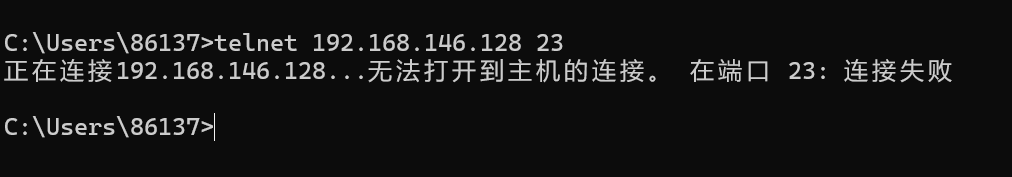 C:\Users\86137>telnet 192.168.146.128 23
正在连接192.168.146.128...无法打开到主机的连接。 在端口 23: 连接失败
C:\Users\86137>